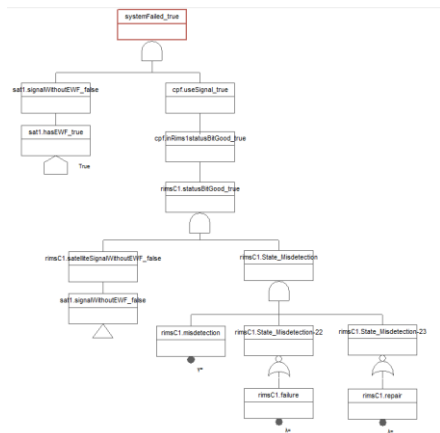 systemFailed_true
sat1.signalWithoutEWF_false
cpf.useSignal_true
sat1.hasEWF_true
cpf.inRims1statusBitGood_true
True
rimsC1.statusBitGood_true
rimsC1.satelliteSignalWithoutEWF_false
rimsC1.State_Misdetection
sat1.signalWithoutEWF_false
rimsC1.misdetection
rimsC1.State_Misdetection-22
rimsC1.State_Misdetection-23
rimsC1.failure
rimsC1.repair